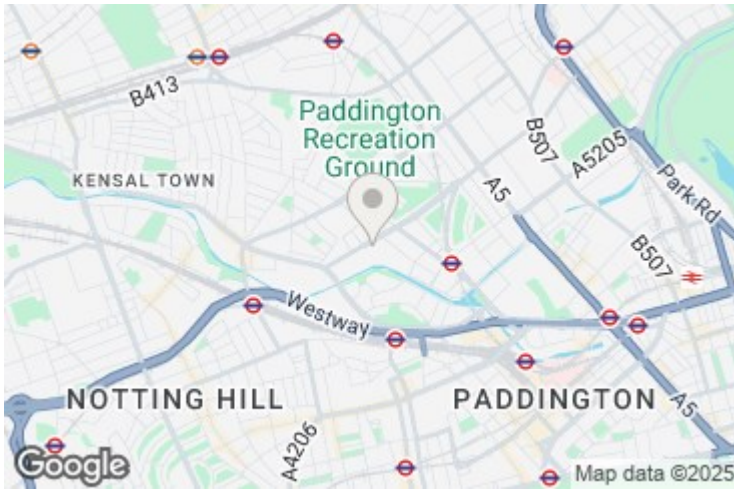 B413
Paddington
Recreation
Ground
B507
A5205
KENSAL TOWN
A5
Park Rd
B507
Westway
NOTTING HILL
PADDINGTON
A5
A4206
Google
Map data ©2025